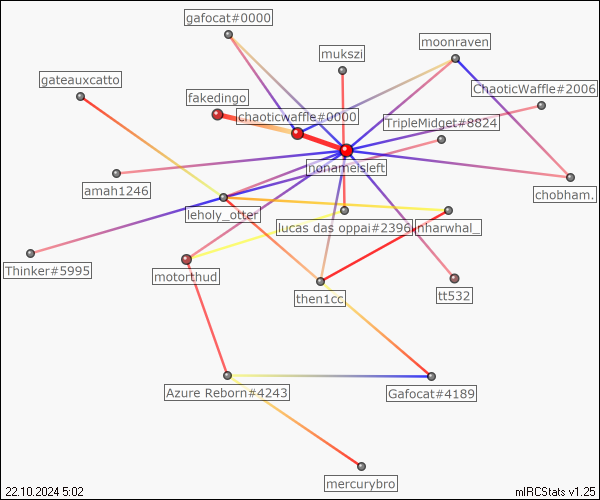 gafocat#0000
mukszi
moonraven
gateauxcatto
ChaoticWaffle#2006
fakedingo
chaoticwaffle#0000
TripleMidget#8824
nonameisleft
amah1246
chobham.
leholy_otter
lucas das oppai#2396
nharwhal_
Thinker#5995
motorthud
then1cc
tt532
Azure Reborn#4243
Gafocat#4189
mercurybro
22.10.2024 5:02
mIRCStats v1.25